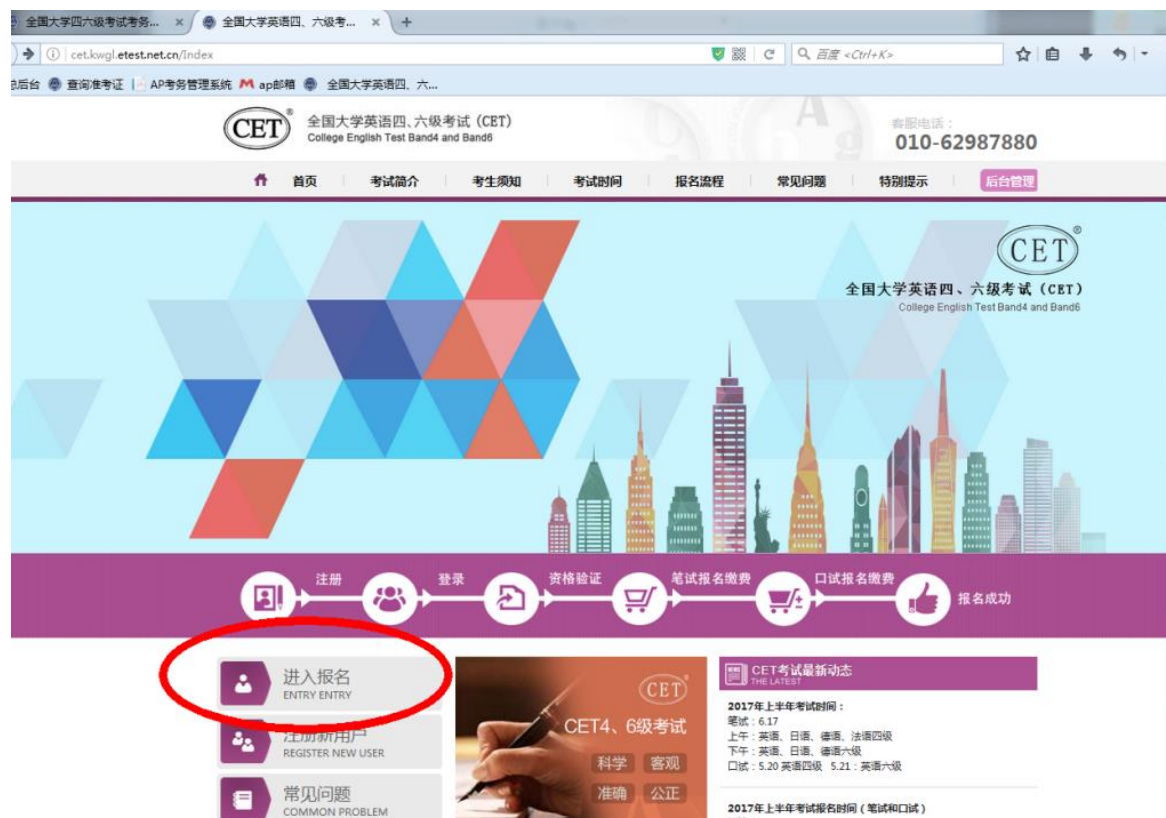 全国大学四六级考试考务...
全国大学英语四、六级考...
cet.kwgl.etest.net.cn/Index
百度 <Ctrl+K>
后台 查询准考证 AP考务管理系统 ap邮箱 全国大学英语四、六...
CET
全国大学英语四、六级考试 (CET)
College English Test Band4 and Band6
客服电话：
010-62987880
首页 考试简介 考生须知 考试时间 报名流程 常见问题 特别提示 后台管理
CET
全国大学英语四、六级考试 (CET)
College English Test Band4 and Band6
注册 登录 资格验证 笔试报名缴费 口试报名缴费 报名成功
进入报名
ENTRY ENTRY
注册新用户
REGISTER NEW USER
常见问题
COMMON PROBLEM
CET
CET4、6级考试
科学 客观
准确 公正
CET考试最新动态
THE LATEST
2017年上半年考试时间：
笔试：6.17
上午：英语、日语、德语、法语四级
下午：英语、日语、德语六级
口试：5.20 英语四级 5.21：英语六级
2017年上半年考试报名时间 ( 笔试和口试 )